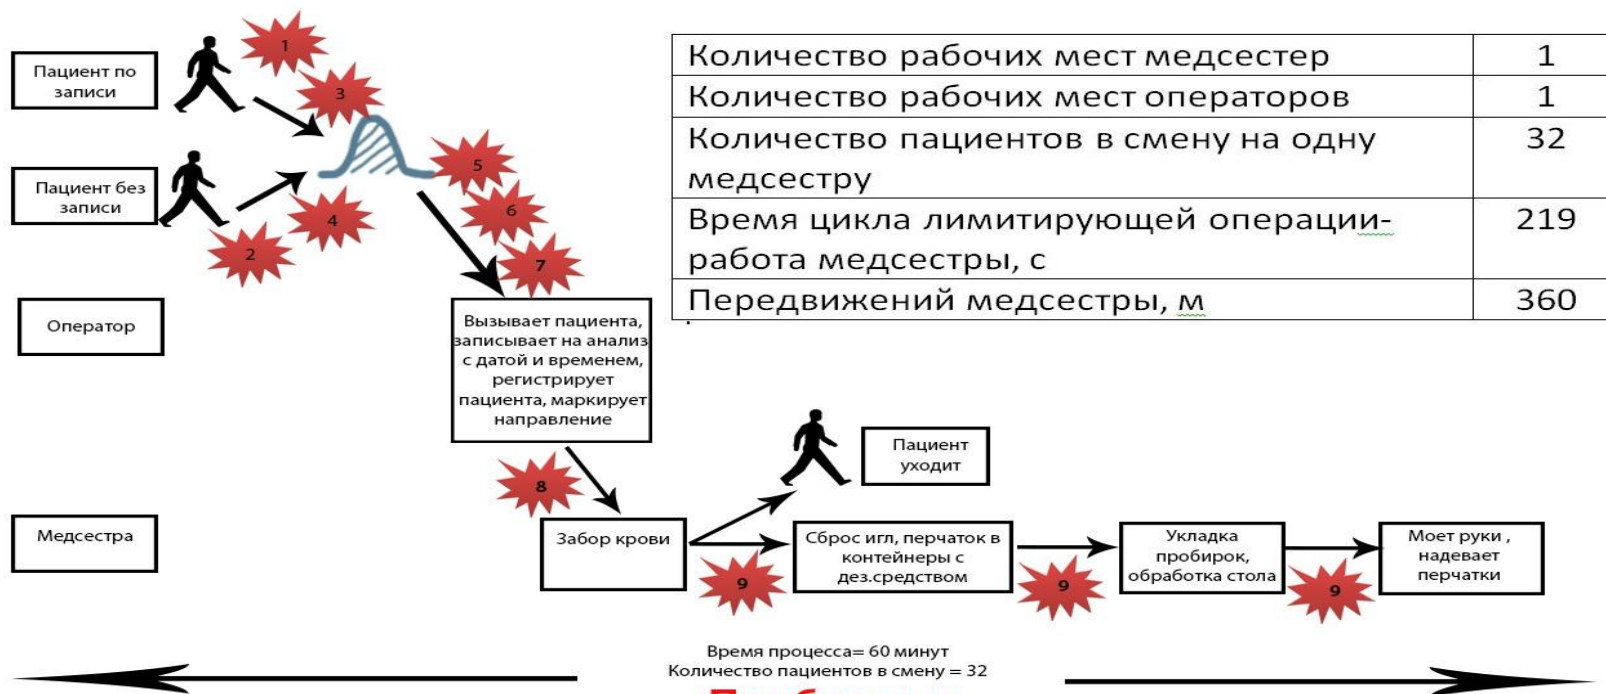 Пациент по
записи
1
3
Пациент без
записи
2
4
5
6
7
Количество рабочих мест медсестер 1
Количество рабочих мест операторов 1
Количество пациентов в смену на одну 32
медсестру
Время цикла лимитирующей операции- 219
работа медсестры, с
Передвижений медсестры, м 360
Оператор
Вызывает пациента,
записывает на анализ
с датой и временем,
регистрирует
пациента, маркирует
направление
8
Пациент
уходит
Медсестра
Забор крови
9
Сброс игл, перчаток в
контейнеры с
дез.средством
9
Укладка
пробирок,
обработка стола
9
Моет руки ,
надевает
перчатки
Время процесса= 60 минут
Количество пациентов в смену = 32